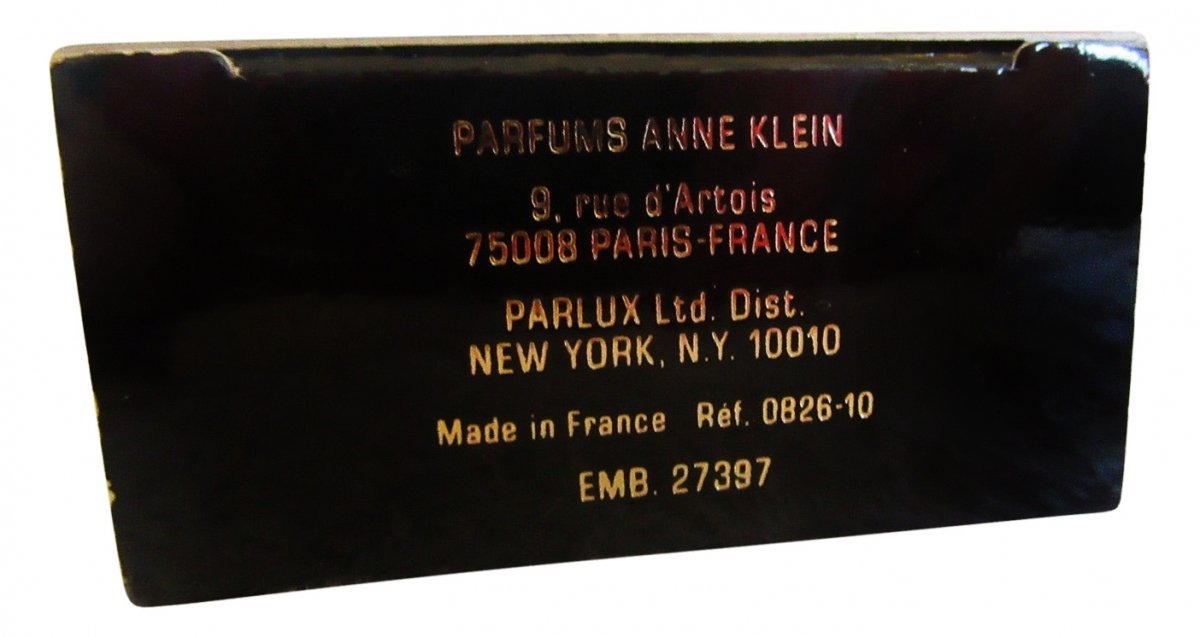 PARFUMS ANNE KLEIN
9, rue d'Artois
75008 PARIS-FRANCE
PARLUX Ltd. Dist.
NEW YORK, N.Y. 10010
Made in France Réf. 0826-10
EMB. 27397